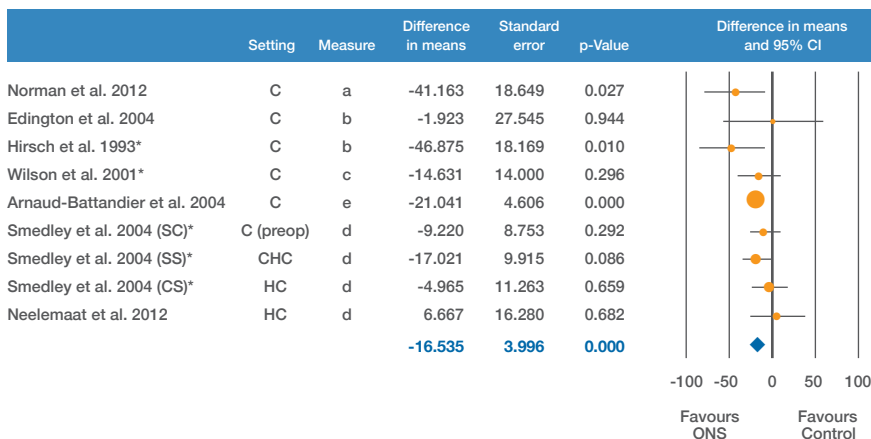 Difference Standard Difference in means
Setting Measure in means error p-Value and 95% CI
Norman et al. 2012 C a -41.163 18.649 0.027
Edington et al. 2004 C b -1.923 27.545 0.944
Hirsch et al. 1993* C b -46.875 18.169 0.010
Wilson et al. 2001* C c -14.631 14.000 0.296
Arnaud-Battandier et al. 2004 C e -21.041 4.606 0.000
Smedley et al. 2004 (SC)* C (preop) d -9.220 8.753 0.292
Smedley et al. 2004 (SS)* CHC d -17.021 9.915 0.086
Smedley et al. 2004 (CS)* HC d -4.965 11.263 0.659
Neelemaat et al. 2012 HC d 6.667 16.280 0.682
-16.535 3.996 0.000
-100 -50 0 50 100
Favours Favours
ONS Control